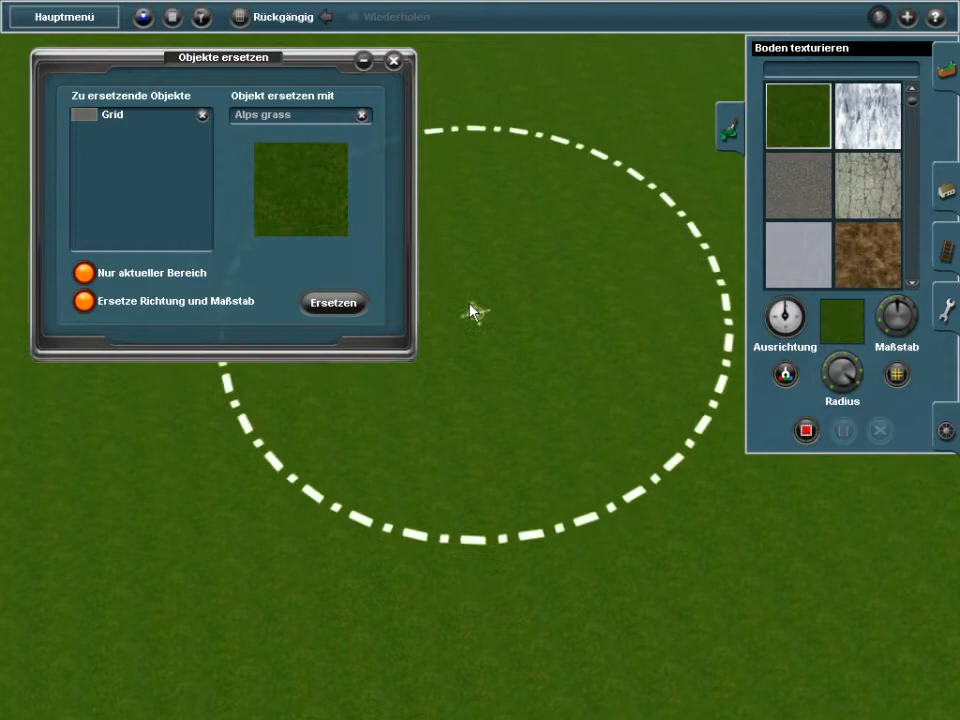 Hauptmenü
Rückgängig
Wiederholen
?
Objekte ersetzen
Zu ersetzende Objekte
Objekt ersetzen mit
Grid
Alps grass
Nur aktueller Bereich
Ersetze Richtung und Maßstab
Ersetzen
Boden texturieren
Ausrichtung
Maßstab
Radius